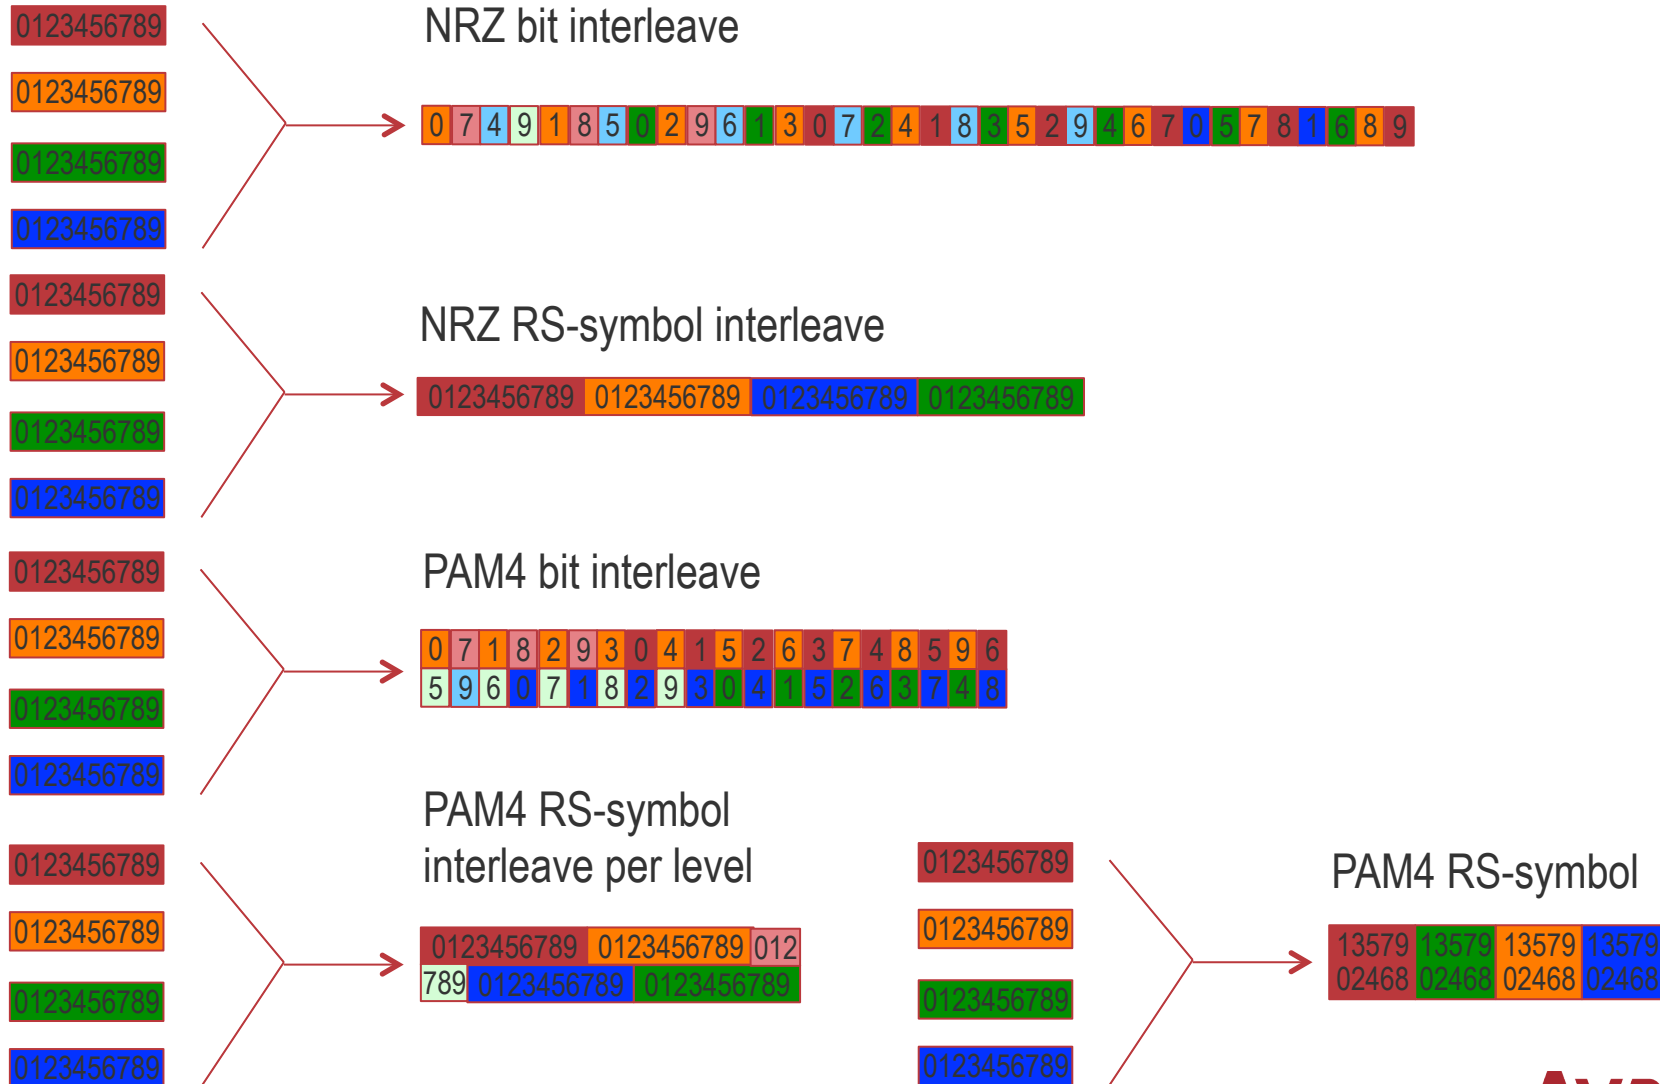 0123456789
0123456789
0123456789
0123456789
NRZ bit interleave
0 7 4 9 1 8 5 0 2 9 6 1 3 0 7 2 4 1 8 3 5 2 9 4 6 7 0 5 7 8 1 6 8 9
0123456789
0123456789
0123456789
0123456789
NRZ RS-symbol interleave
0123456789 0123456789 0123456789 0123456789
0123456789
0123456789
0123456789
0123456789
PAM4 bit interleave
0 7 1 8 2 9 3 0 4 1 5 2 6 3 7 4 8 5 9 6
5 9 6 0 7 1 8 2 9 3 0 4 1 5 2 6 3 7 4 8
0123456789
0123456789
0123456789
0123456789
PAM4 RS-symbol
interleave per level
0123456789 0123456789 012
789 0123456789 0123456789
0123456789
0123456789
0123456789
0123456789
PAM4 RS-symbol
13579 13579 13579 13579
02468 02468 02468 02468